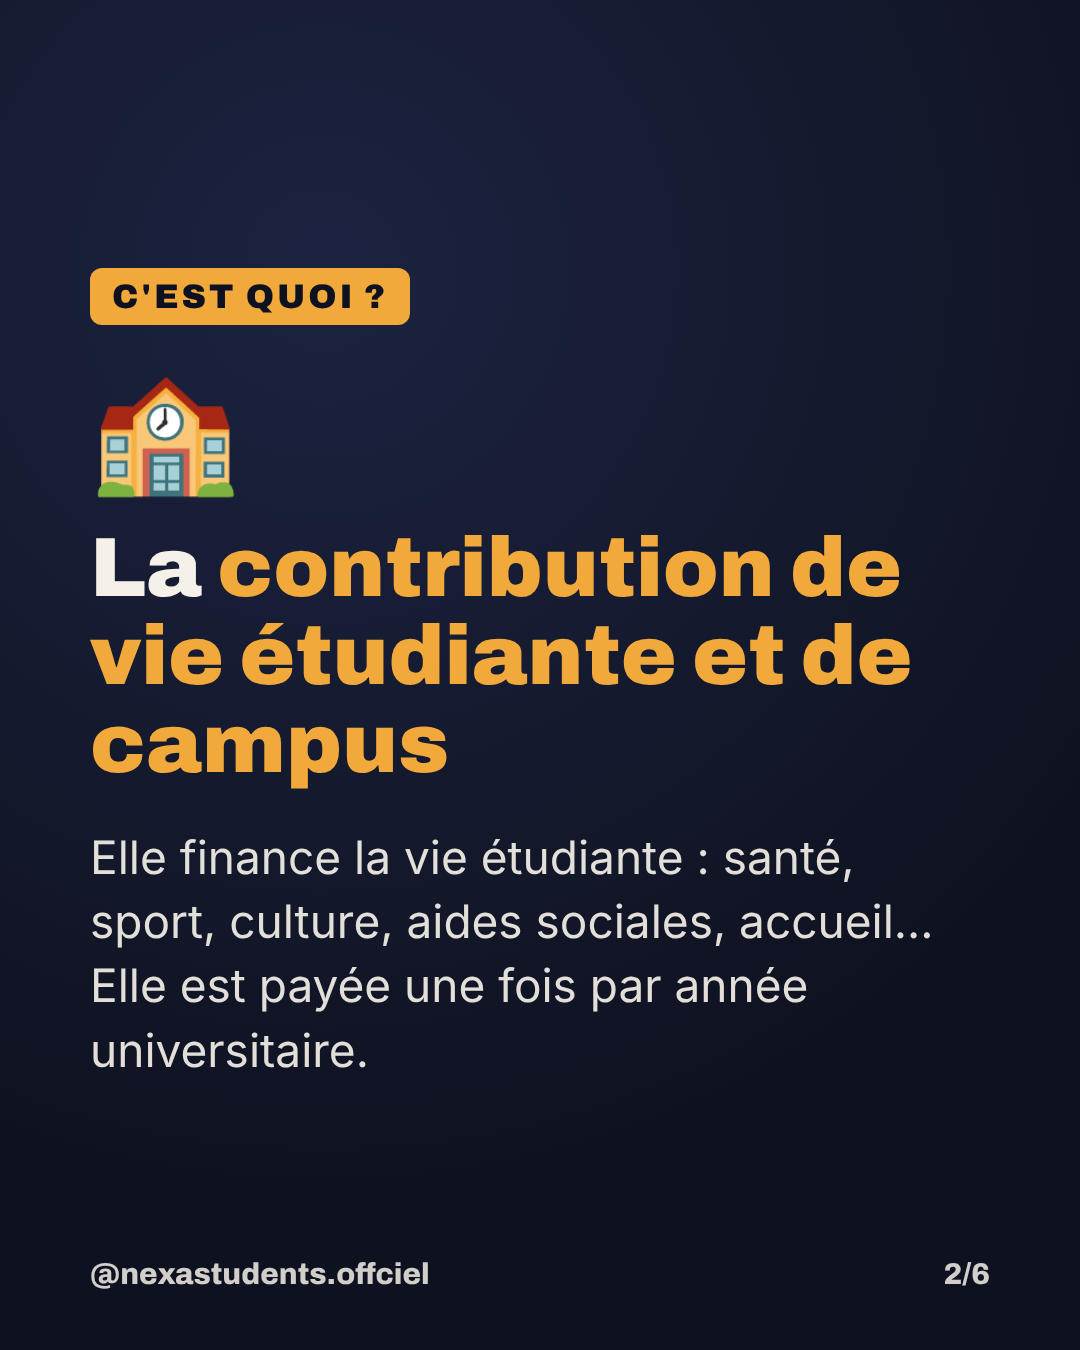 C'EST QUOI ?
La contribution de
vie étudiante et de
campus
Elle finance la vie étudiante : santé,
sport, culture, aides sociales, accueil...
Elle est payée une fois par année
universitaire.
@nexastudents.offciel
2/6